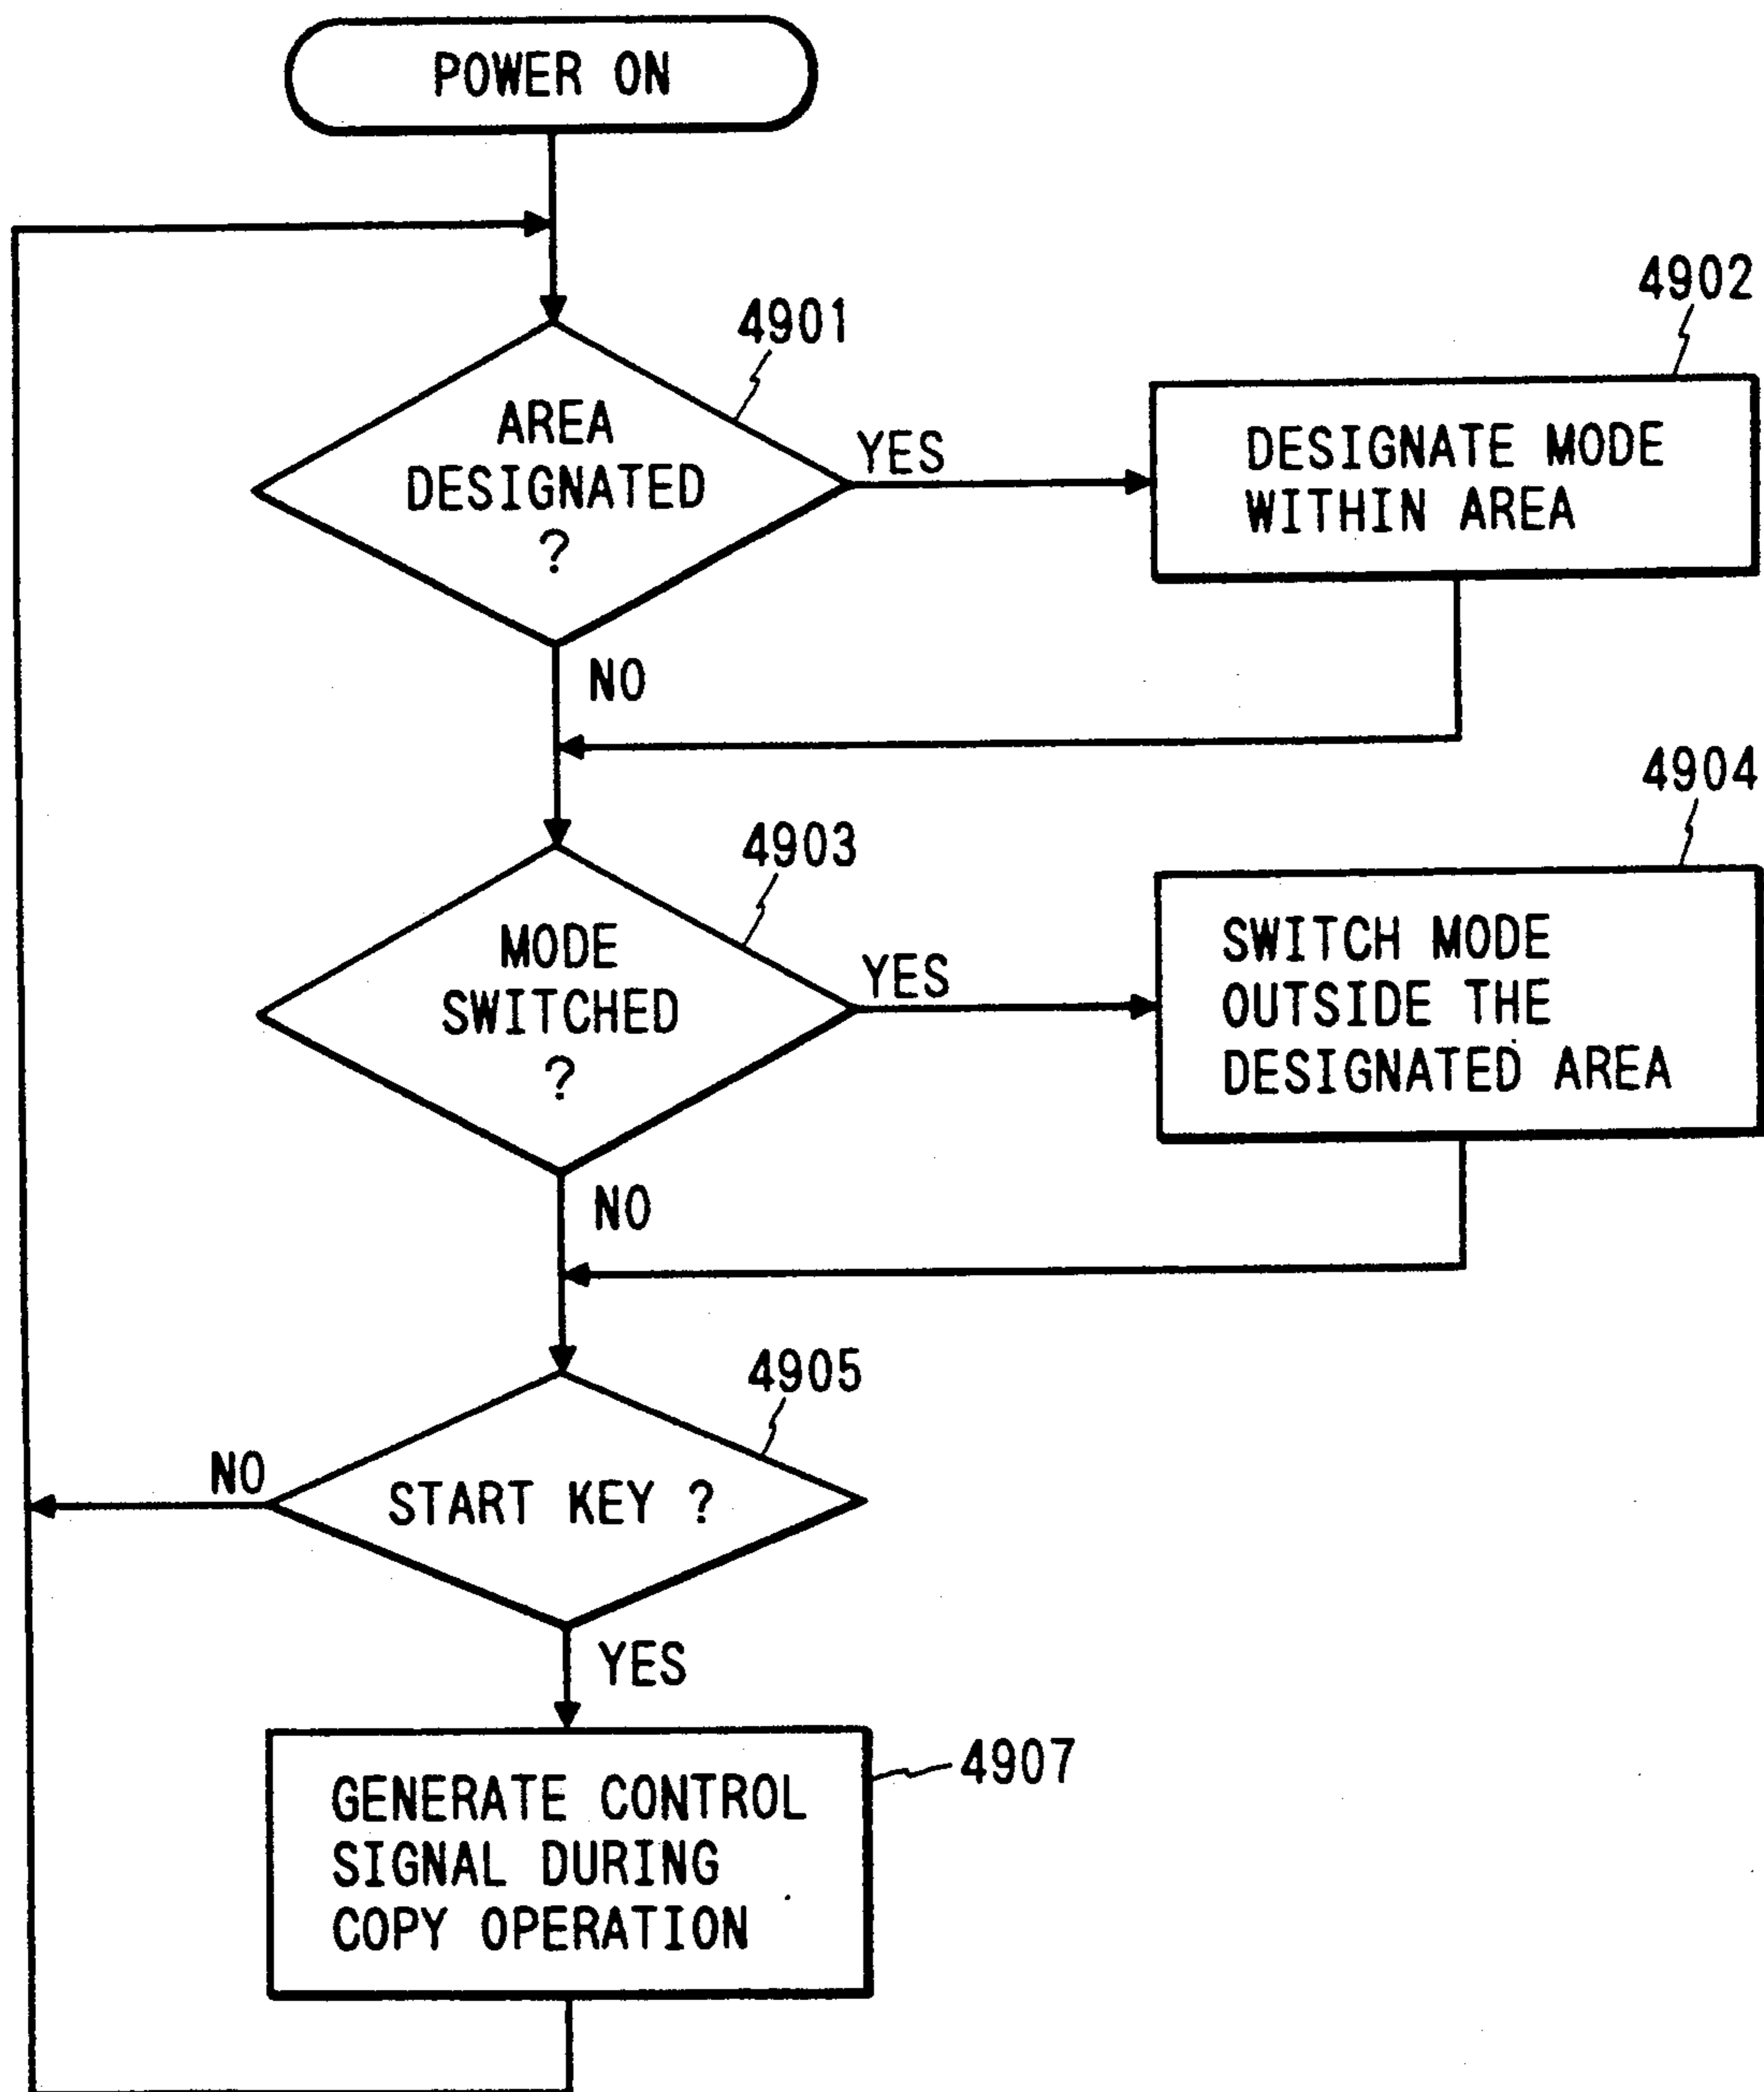 POWER ON
4901
AREA
DESIGNATED
?
YES
NO
4902
DESIGNATE MODE
WITHIN AREA
4903
MODE
SWITCHED
?
YES
NO
4904
SWITCH MODE
OUTSIDE THE
DESIGNATED AREA
4905
START KEY ?
NO
YES
4907
GENERATE CONTROL
SIGNAL DURING
COPY OPERATION